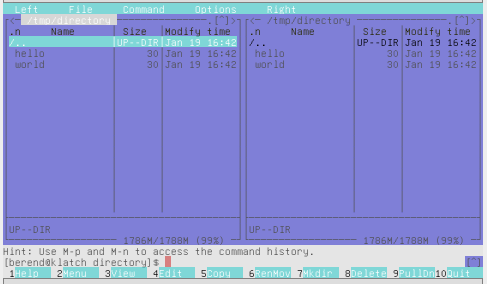 Left File Command Options Right
<─ /tmp/directory ─.[^]>
<─ /tmp/directory ─.[^]>
.n Name Size Modify time
.n Name Size Modify time
/.. UP--DIR Jan 19 16:42
/.. UP--DIR Jan 19 16:42
hello 30 Jan 19 16:42
hello 30 Jan 19 16:42
world 30 Jan 19 16:42
world 30 Jan 19 16:42
UP--DIR
UP--DIR
1706M/1780M (99%)
1706M/1780M (99%)
Hint: Use M-p and M-n to access the command history.
[berend@klatch directory]$ [^]
1Help 2Menu 3View 4Edit 5Copy 6RenMov 7Mkdir 8Delete 9PullDn 10Quit